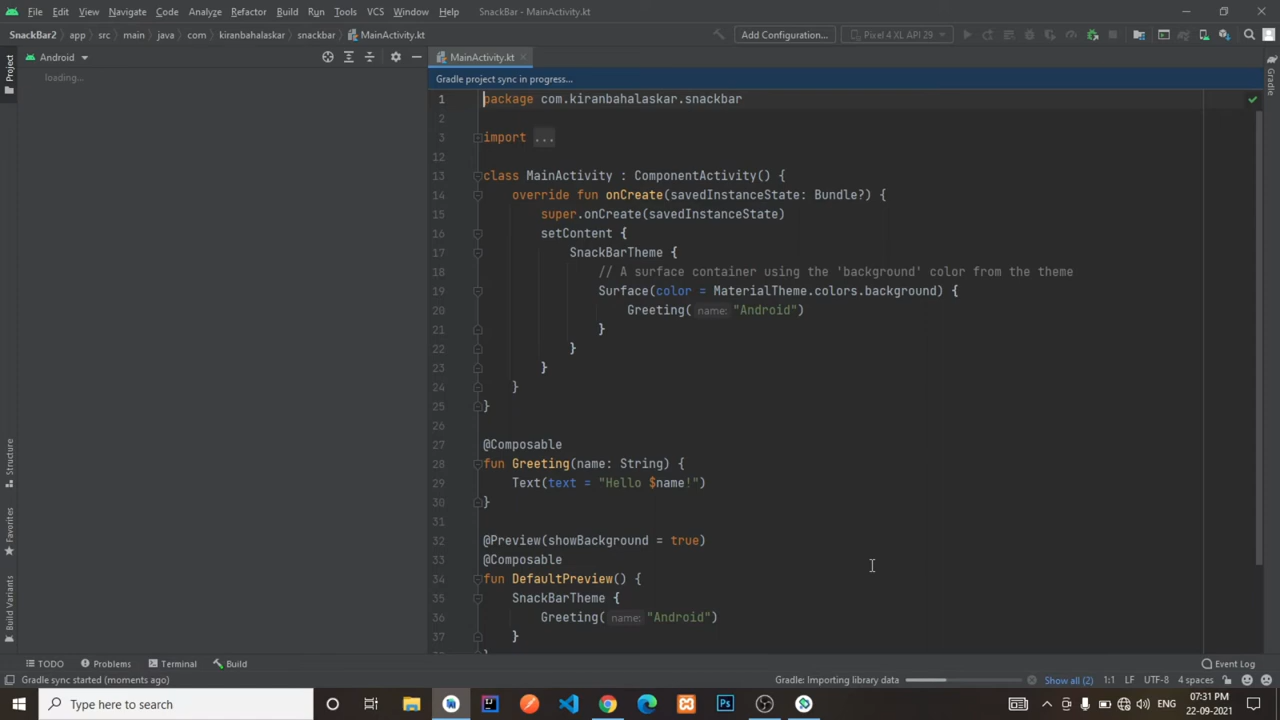 File Edit View Navigate Code Analyze Refactor Build Run Tools VCS Window Help SnackBar - MainActivity.kt
SnackBar2 app src main java com kiranbahalaskar snackbar MainActivity.kt Add Configuration... Pixel 4 XL API 29
Project Android MainActivity.kt Gradle
loading... Gradle project sync in progress...
1 package com.kiranbahalaskar.snackbar
2
3 import ...
12
13 class MainActivity : ComponentActivity() {
14 override fun onCreate(savedInstanceState: Bundle?) {
15 super.onCreate(savedInstanceState)
16 setContent {
17 SnackBarTheme {
18 // A surface container using the 'background' color from the theme
19 Surface(color = MaterialTheme.colors.background) {
20 Greeting( name: "Android")
21 }
22 }
23 }
24 }
25 }
26
27 @Composable
28 fun Greeting(name: String) {
29 Text(text = "Hello $name!")
30 }
31
32 @Preview(showBackground = true)
33 @Composable
34 fun DefaultPreview() {
35 SnackBarTheme {
36 Greeting( name: "Android")
37 }
}
Structure
Favorites
Build Variants
TODO Problems Terminal Build Event Log
Gradle sync started (moments ago) Gradle: Importing library data Show all (2) 1:1 LF UTF-8 4 spaces
Type here to search Ps ENG 07:31 PM
22-09-2021